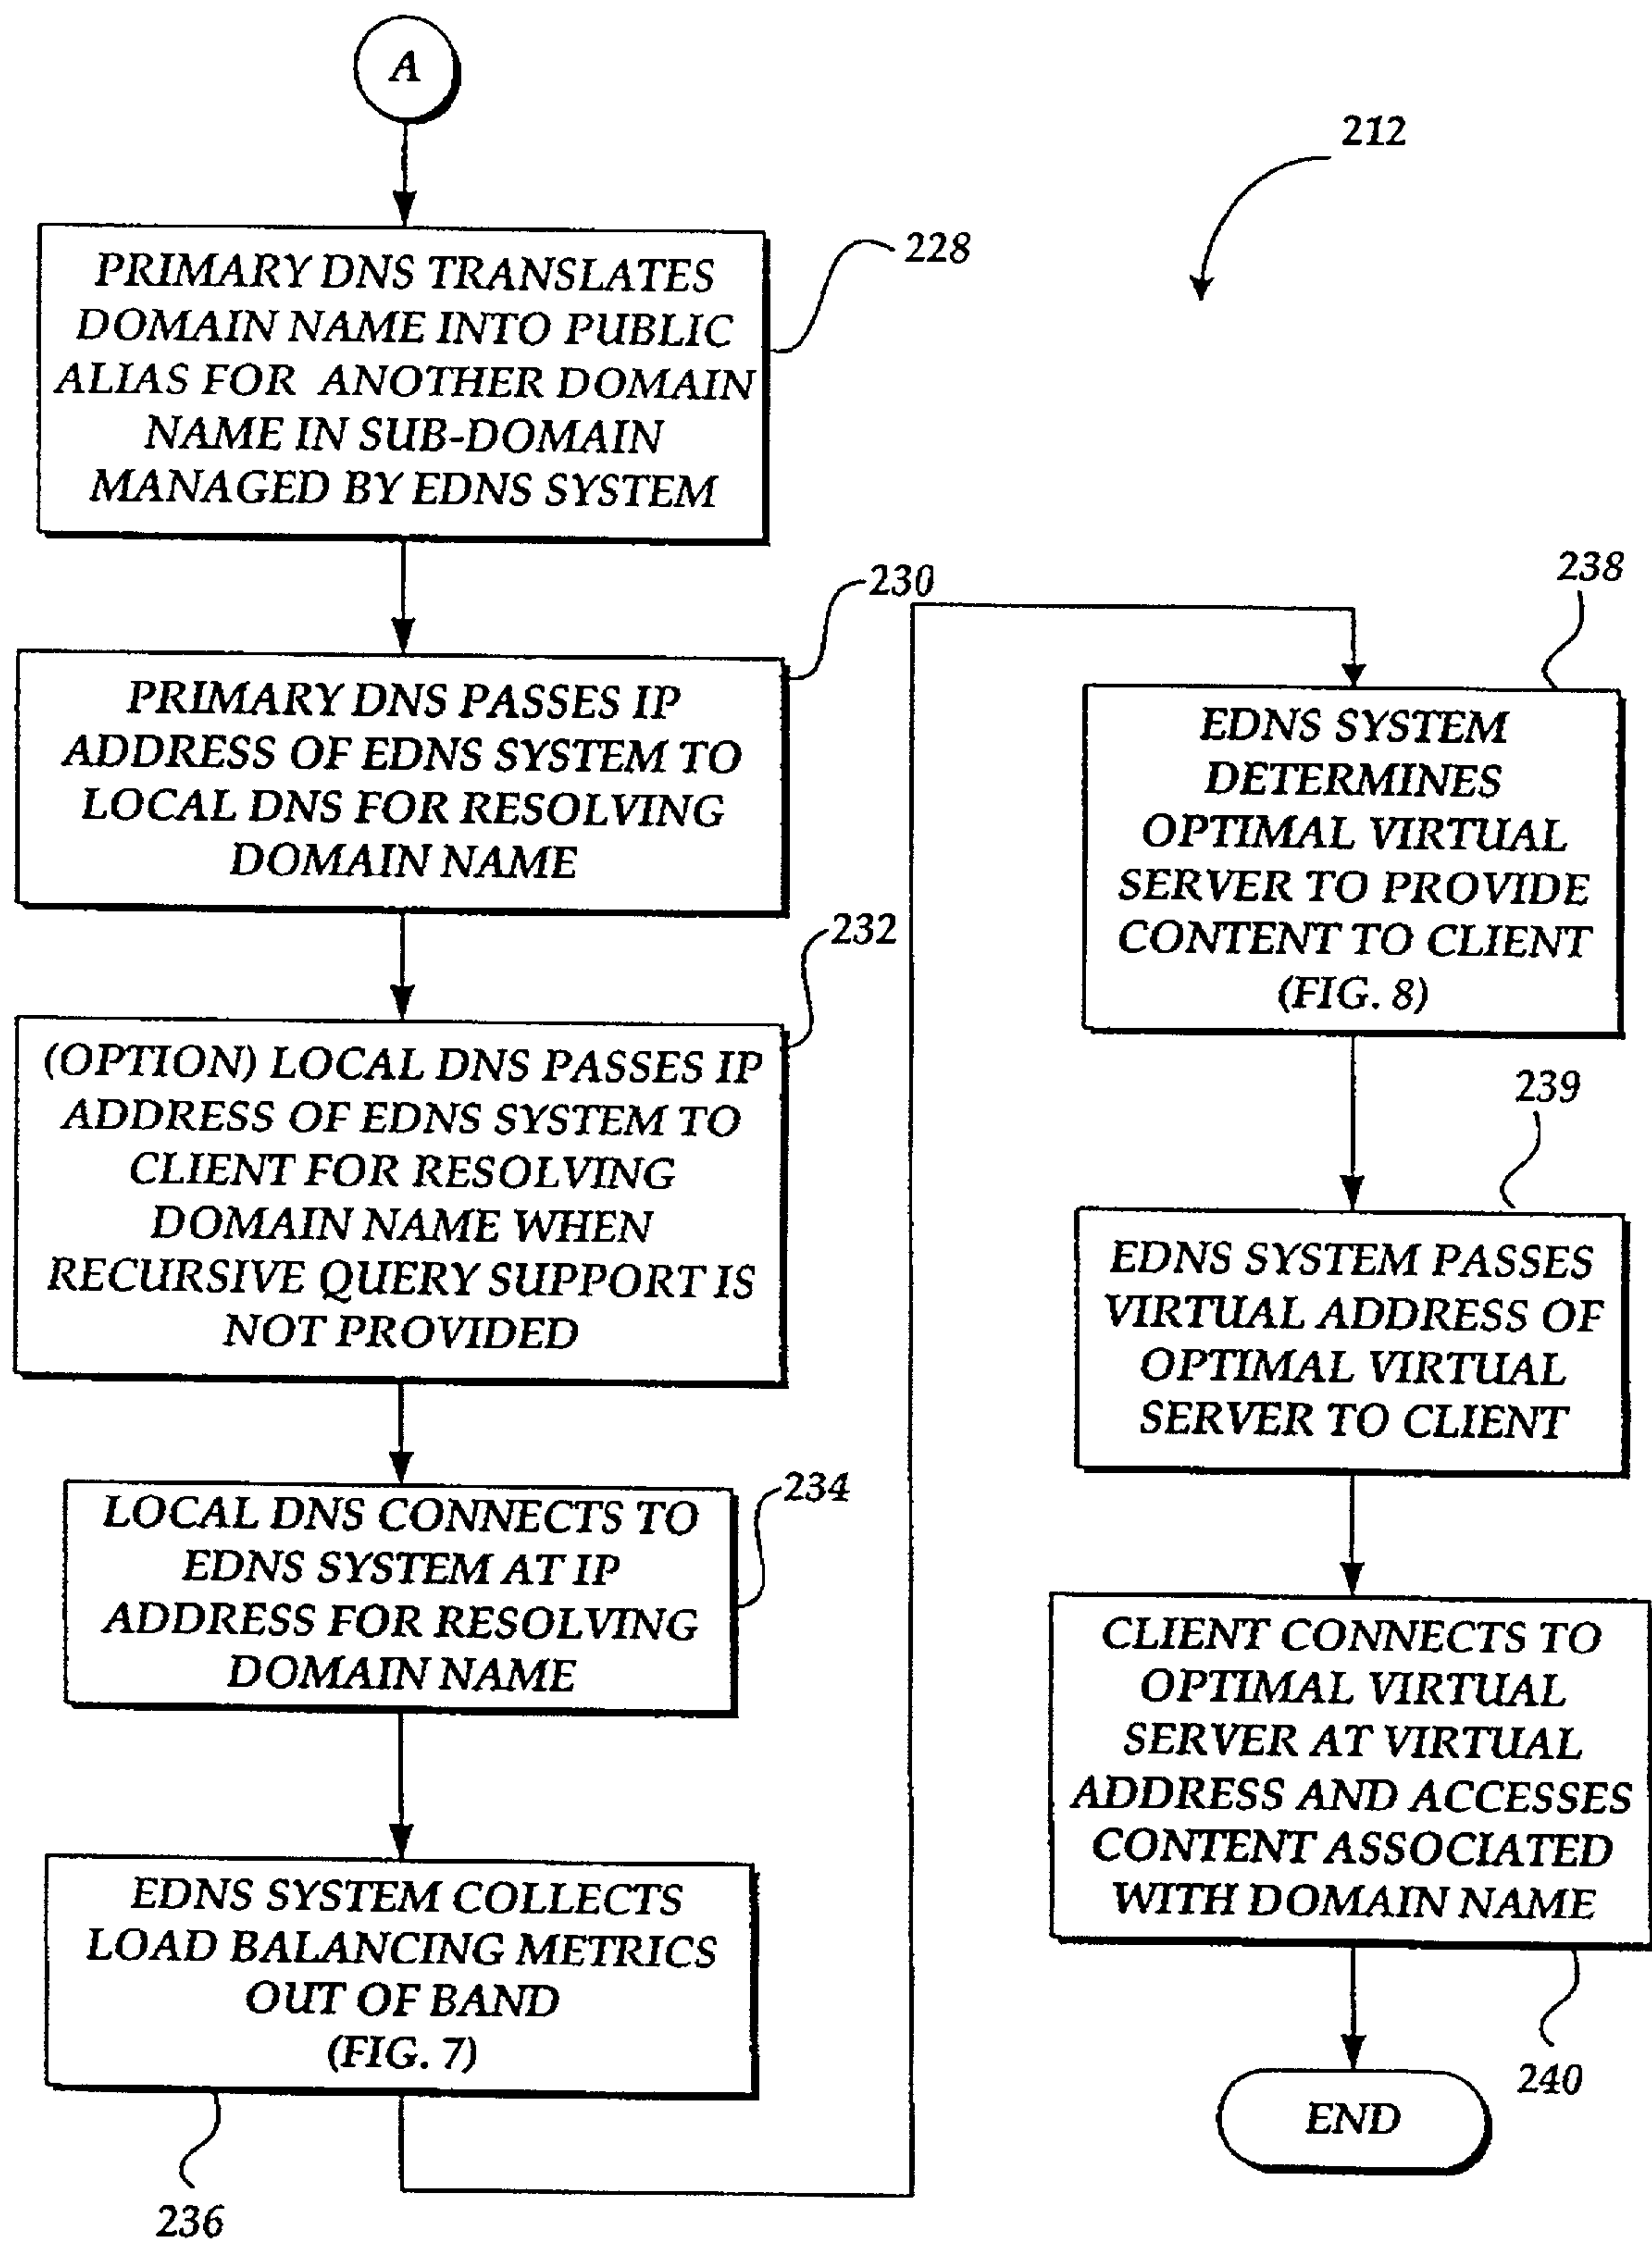 A
212
PRIMARY DNS TRANSLATES
DOMAIN NAME INTO PUBLIC
ALIAS FOR ANOTHER DOMAIN
NAME IN SUB-DOMAIN
MANAGED BY EDNS SYSTEM
228
PRIMARY DNS PASSES IP
ADDRESS OF EDNS SYSTEM TO
LOCAL DNS FOR RESOLVING
DOMAIN NAME
230
(OPTION) LOCAL DNS PASSES IP
ADDRESS OF EDNS SYSTEM TO
CLIENT FOR RESOLVING
DOMAIN NAME WHEN
RECURSIVE QUERY SUPPORT IS
NOT PROVIDED
232
LOCAL DNS CONNECTS TO
EDNS SYSTEM AT IP
ADDRESS FOR RESOLVING
DOMAIN NAME
234
EDNS SYSTEM COLLECTS
LOAD BALANCING METRICS
OUT OF BAND
(FIG. 7)
236
238
EDNS SYSTEM
DETERMINES
OPTIMAL VIRTUAL
SERVER TO PROVIDE
CONTENT TO CLIENT
(FIG. 8)
239
EDNS SYSTEM PASSES
VIRTUAL ADDRESS OF
OPTIMAL VIRTUAL
SERVER TO CLIENT
CLIENT CONNECTS TO
OPTIMAL VIRTUAL
SERVER AT VIRTUAL
ADDRESS AND ACCESSES
CONTENT ASSOCIATED
WITH DOMAIN NAME
240
END